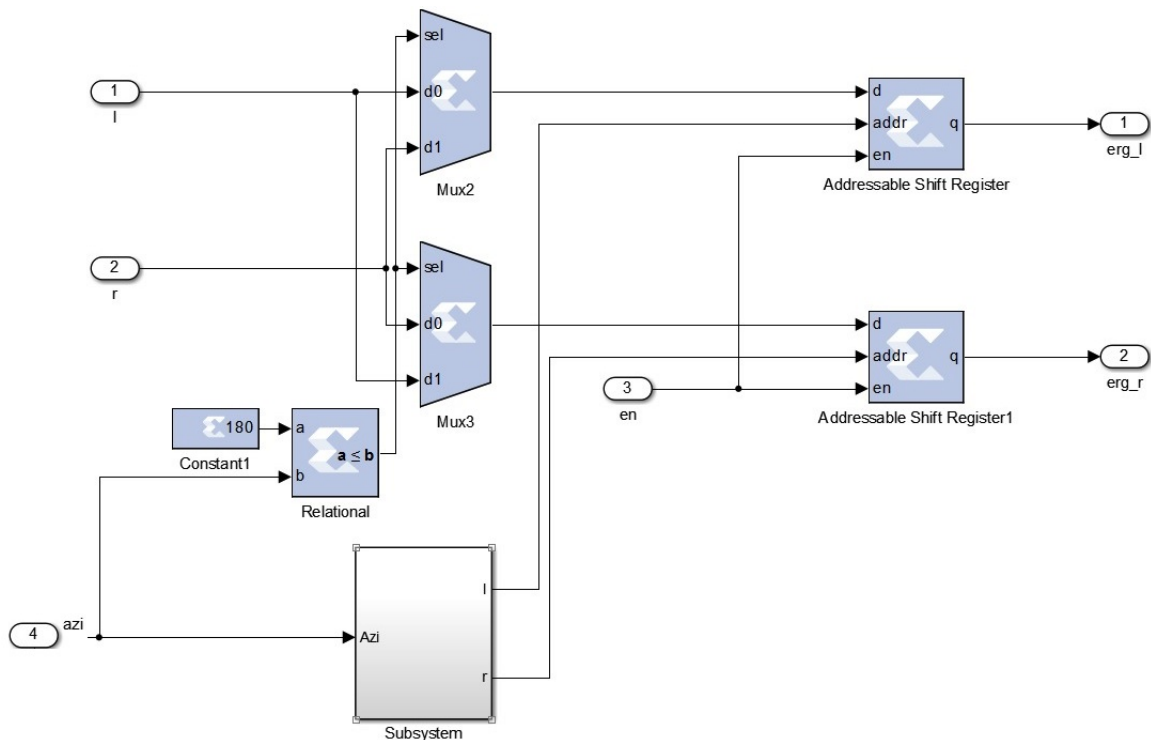 sel
1
l
d0
d1
Mux2
d
addr
en
q
Addressable Shift Register
1
erg_l
2
r
sel
d0
d1
Mux3
3
en
d
addr
en
q
Addressable Shift Register1
2
erg_r
180
Constant1
a
b
a ≤ b
Relational
4
azi
Azi
l
r
Subsystem